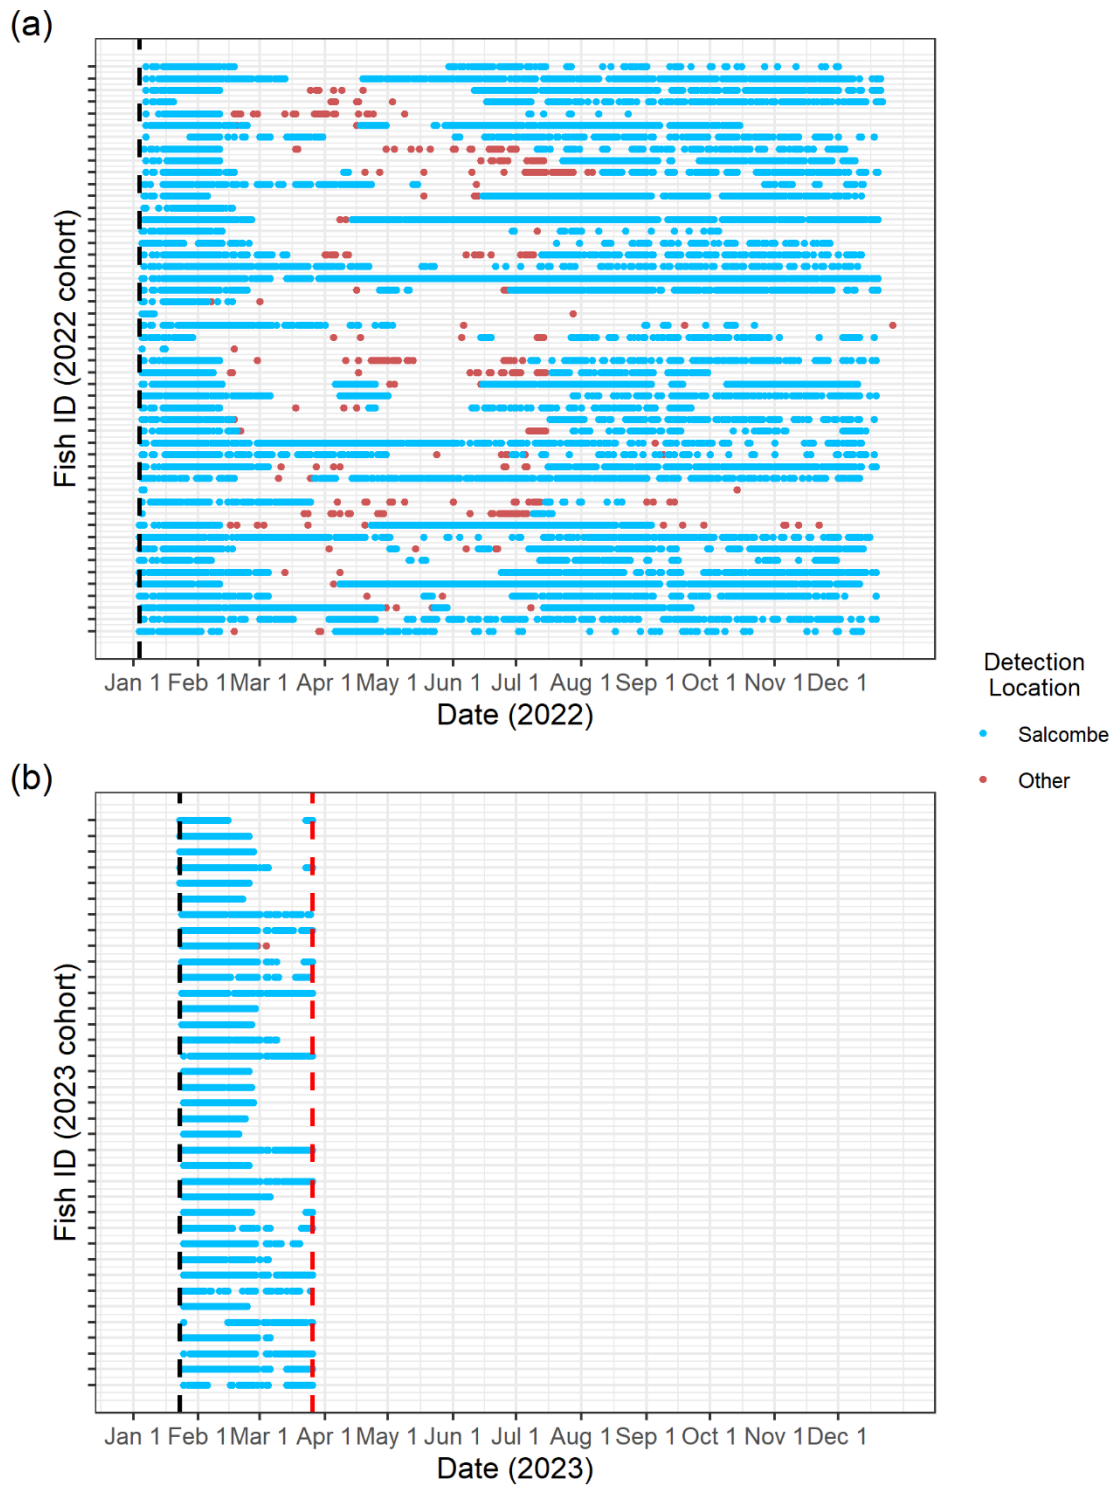 (a)
Fish ID (2022 cohort)
Jan 1 Feb 1 Mar 1 Apr 1 May 1 Jun 1 Jul 1 Aug 1 Sep 1 Oct 1 Nov 1 Dec 1
Date (2022)
Detection
Location
Salcombe
Other
(b)
Fish ID (2023 cohort)
Jan 1 Feb 1 Mar 1 Apr 1 May 1 Jun 1 Jul 1 Aug 1 Sep 1 Oct 1 Nov 1 Dec 1
Date (2023)